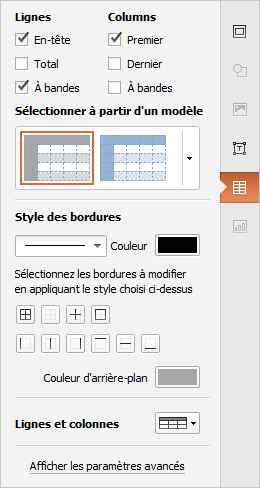 Lignes Columns
En-tête Premier
Total Dernier
À bandes À bandes
Sélectionner à partir d'un modèle
Style des bordures
Couleur
Sélectionnez les bordures à modifier
en appliquant le style choisi ci-dessus
Couleur d'arrière-plan
Lignes et colonnes
Afficher les paramètres avancés